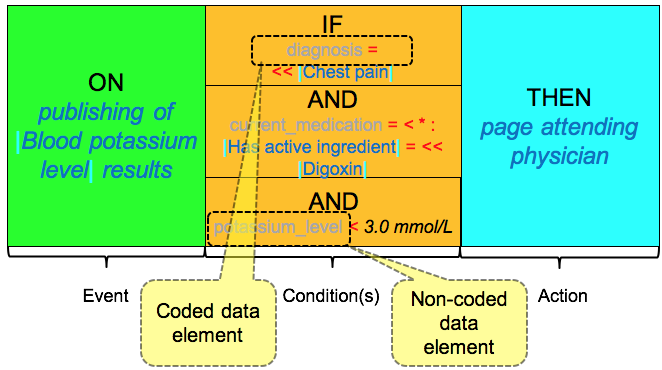 ON
publishing of
|Blood potassium
level| results
IF
diagnosis =
<< |Chest pain|
AND
current_medication = < * :
|Has active ingredient| = <<
|Digoxin|
AND
potassium_level < 3.0 mmol/L
THEN
page attending
physician
Event
Condition(s)
Action
Coded data
element
Non-coded
data
element